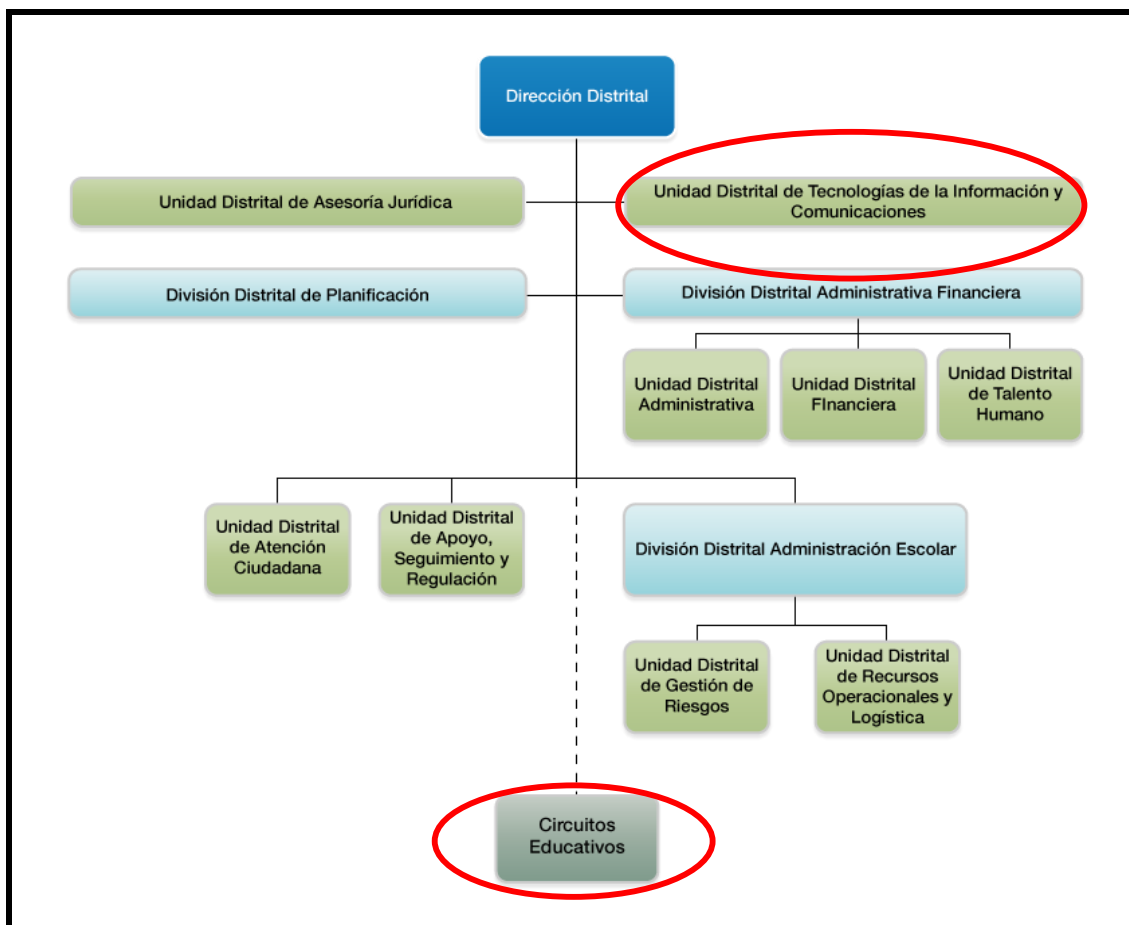 Dirección Distrital
Unidad Distrital de Asesoría Jurídica
Unidad Distrital de Tecnologías de la Información y
Comunicaciones
División Distrital de Planificación
División Distrital Administrativa Financiera
Unidad Distrital
Administrativa
Unidad Distrital
FInanciera
Unidad Distrital
de Talento
Humano
Unidad Distrital
de Atención
Ciudadana
Unidad Distrital
de Apoyo,
Seguimiento y
Regulación
División Distrital Administración Escolar
Unidad Distrital
de Gestión de
Riesgos
Unidad Distrital
de Recursos
Operacionales y
Logística
Circuitos
Educativos